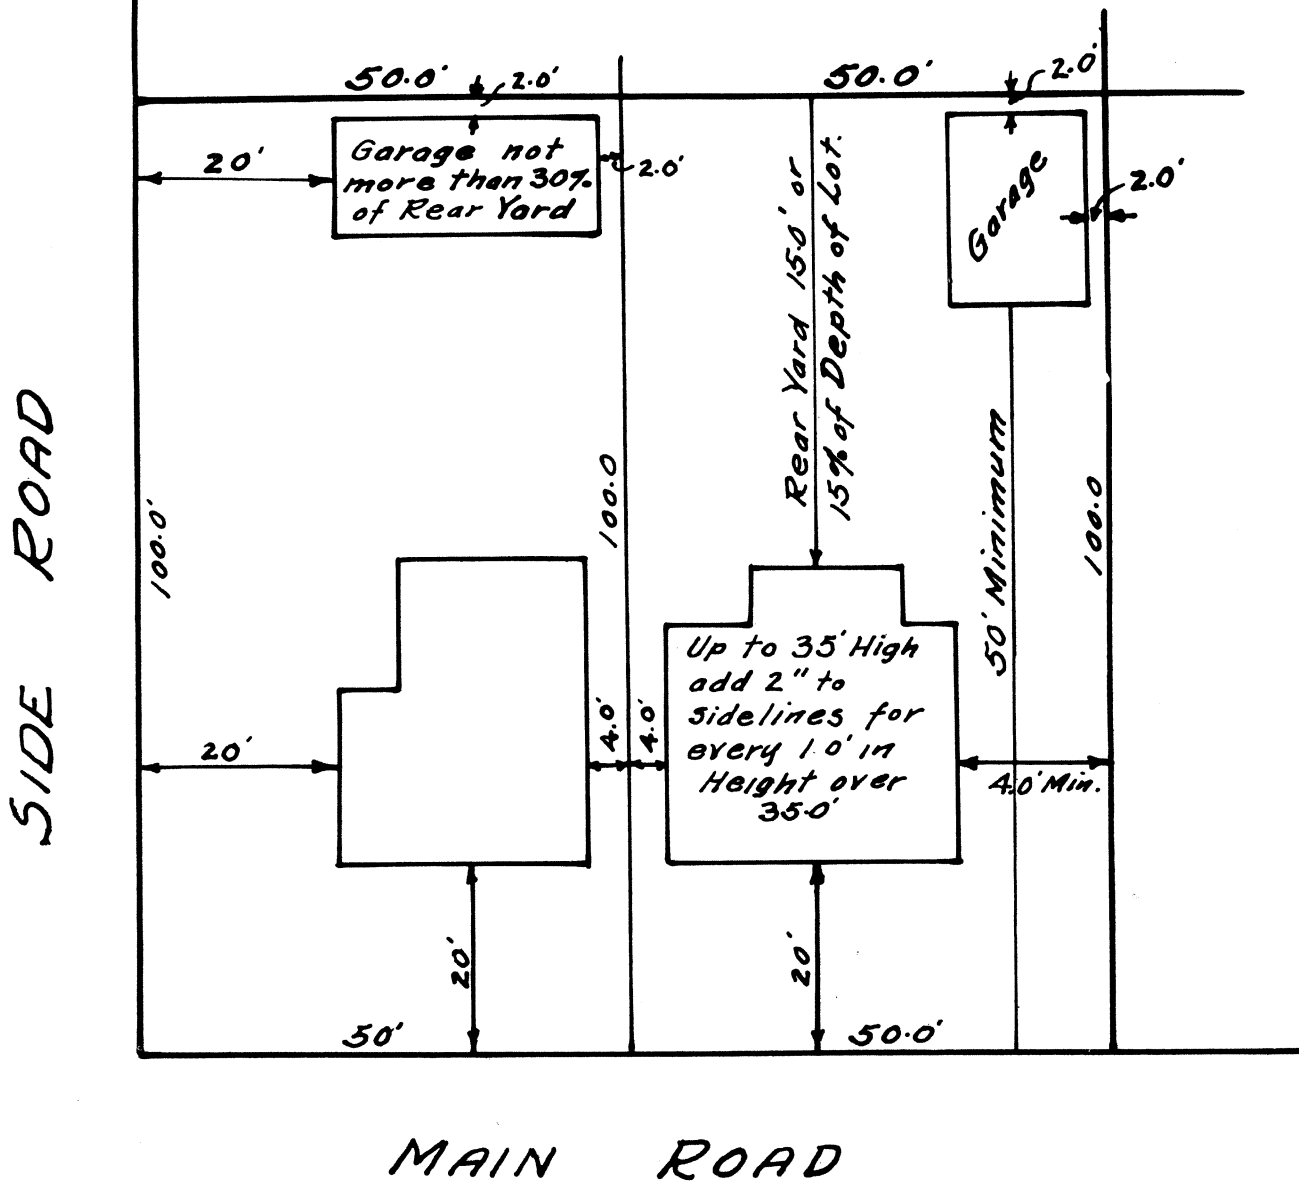 50.0'
2.0'
50.0'
2.0'
20'
Garage not
more than 30%
of Rear Yard
2.0'
Rear Yard 15.0' or
15% of Depth of Lot.
Garage
2.0'
SIDE ROAD
100.0'
100.0
50' Minimum
100.0
20'
4.0'
4.0'
Up to 35' High
add 2" to
sidelines for
every 1.0' in
Height over
35.0'
4.0' Min.
20'
20'
50'
50.0'
MAIN ROAD